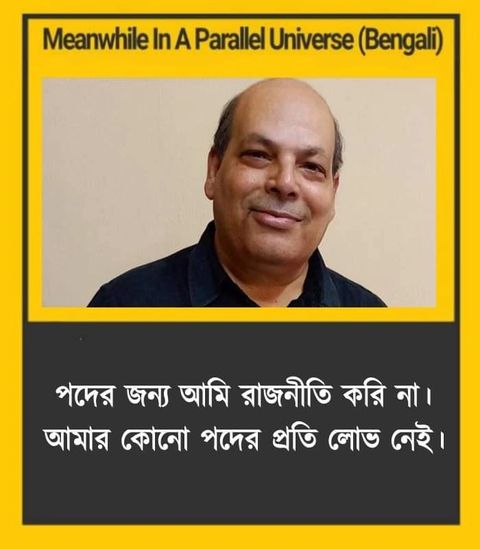 Meanwhile In A Parallel Universe (Bengali)
পদের জন্য আমি রাজনীতি করি না।
আমার কোনো পদের প্রতি লোভ নেই।